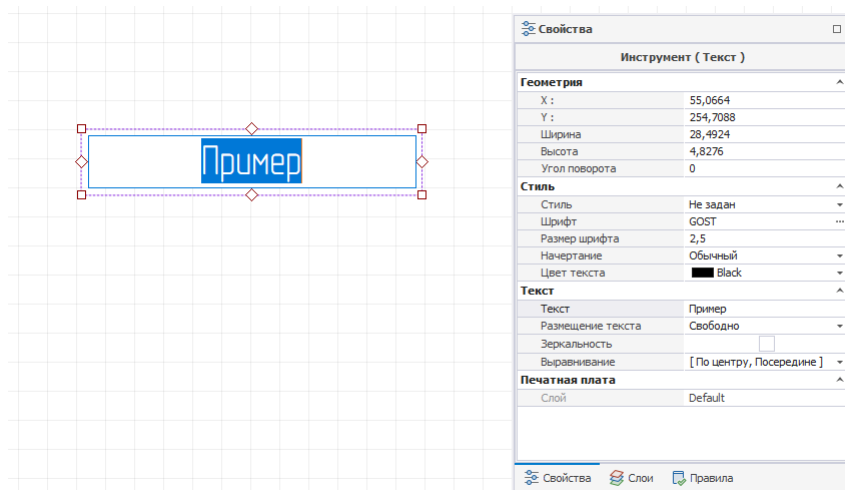 Свойства
Инструмент ( Текст )
Геометрия
X : 55,0664
Y : 254,7088
Ширина 28,4924
Высота 4,8276
Угол поворота 0
Стиль
Стиль Не задан
Шрифт GOST ...
Размер шрифта 2,5
Начертание Обычный
Цвет текста Black
Текст
Текст Пример
Размещение текста Свободно
Зеркальность
Выравнивание [ По центру, Посередине ]
Печатная плата
Слой Default
Свойства Слои Правила
Пример